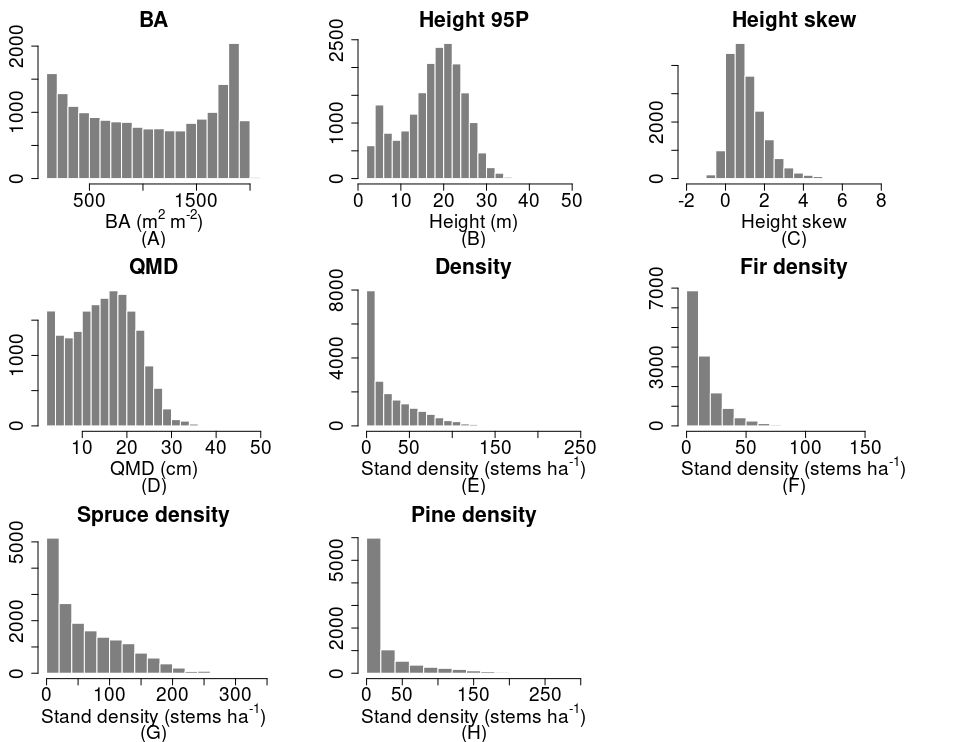 BA
0 1000 2000
500 1500
BA (m² m⁻²)
(A)
Height 95P
0 1000 2500
0 10 20 30 40 50
Height (m)
(B)
Height skew
0 2000
-2 0 2 4 6 8
Height skew
(C)
QMD
0 1000
10 20 30 40 50
QMD (cm)
(D)
Density
0 4000 8000
0 50 150 250
Stand density (stems ha⁻¹)
(E)
Fir density
0 3000 7000
0 50 100 150
Stand density (stems ha⁻¹)
(F)
Spruce density
0 2000 5000
0 100 200 300
Stand density (stems ha⁻¹)
(G)
Pine density
0 2000 5000
0 50 150 250
Stand density (stems ha⁻¹)
(H)